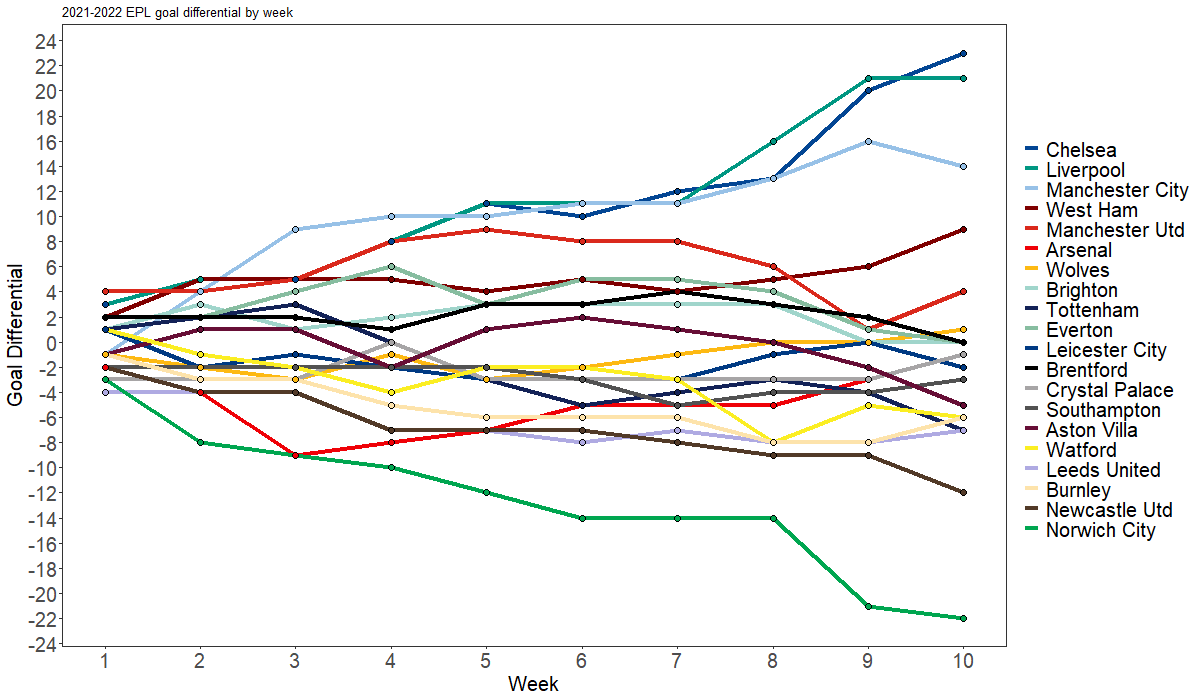 2021-2022 EPL goal differential by week
24
22
20
18
16
14
12
10
8
6
4
2
0
-2
-4
-6
-8
-10
-12
-14
-16
-18
-20
-22
-24
Goal Differential
1 2 3 4 5 6 7 8 9 10
Week
Chelsea
Liverpool
Manchester City
West Ham
Manchester Utd
Arsenal
Wolves
Brighton
Tottenham
Everton
Leicester City
Brentford
Crystal Palace
Southampton
Aston Villa
Watford
Leeds United
Burnley
Newcastle Utd
Norwich City